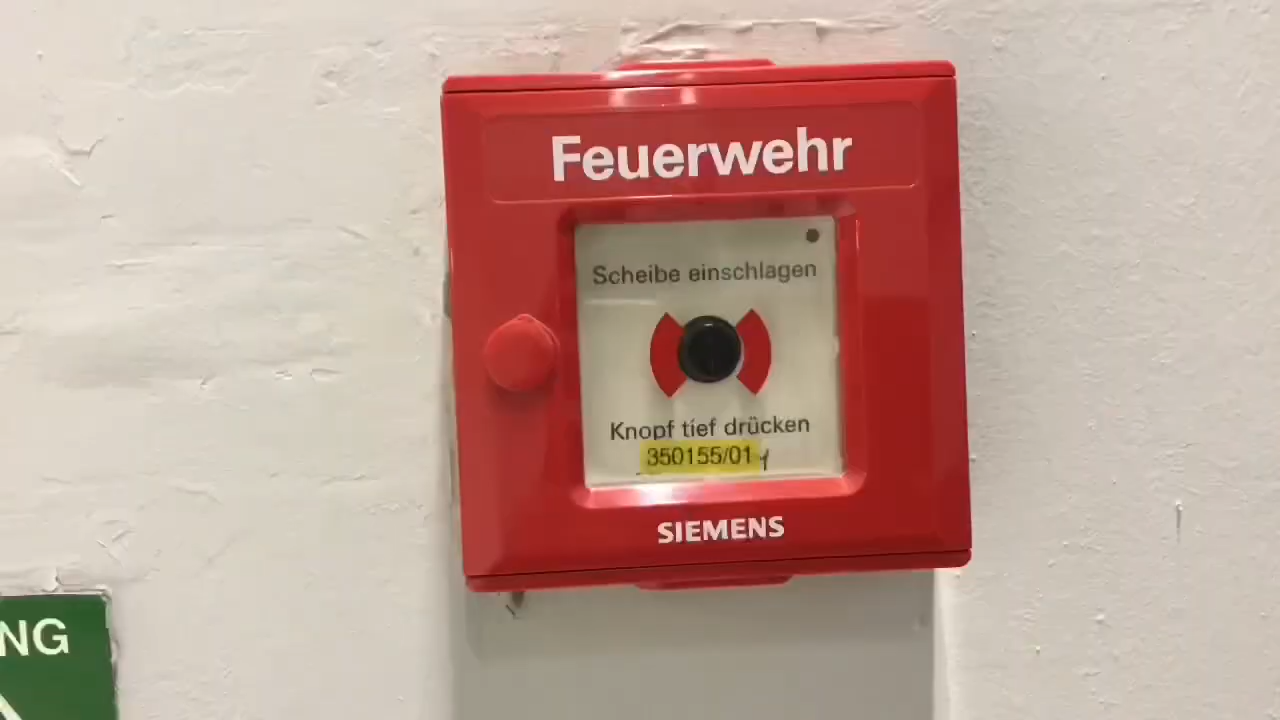 Feuerwehr
Scheibe einschlagen
Knopf tief drücken
350155/01
SIEMENS
NG